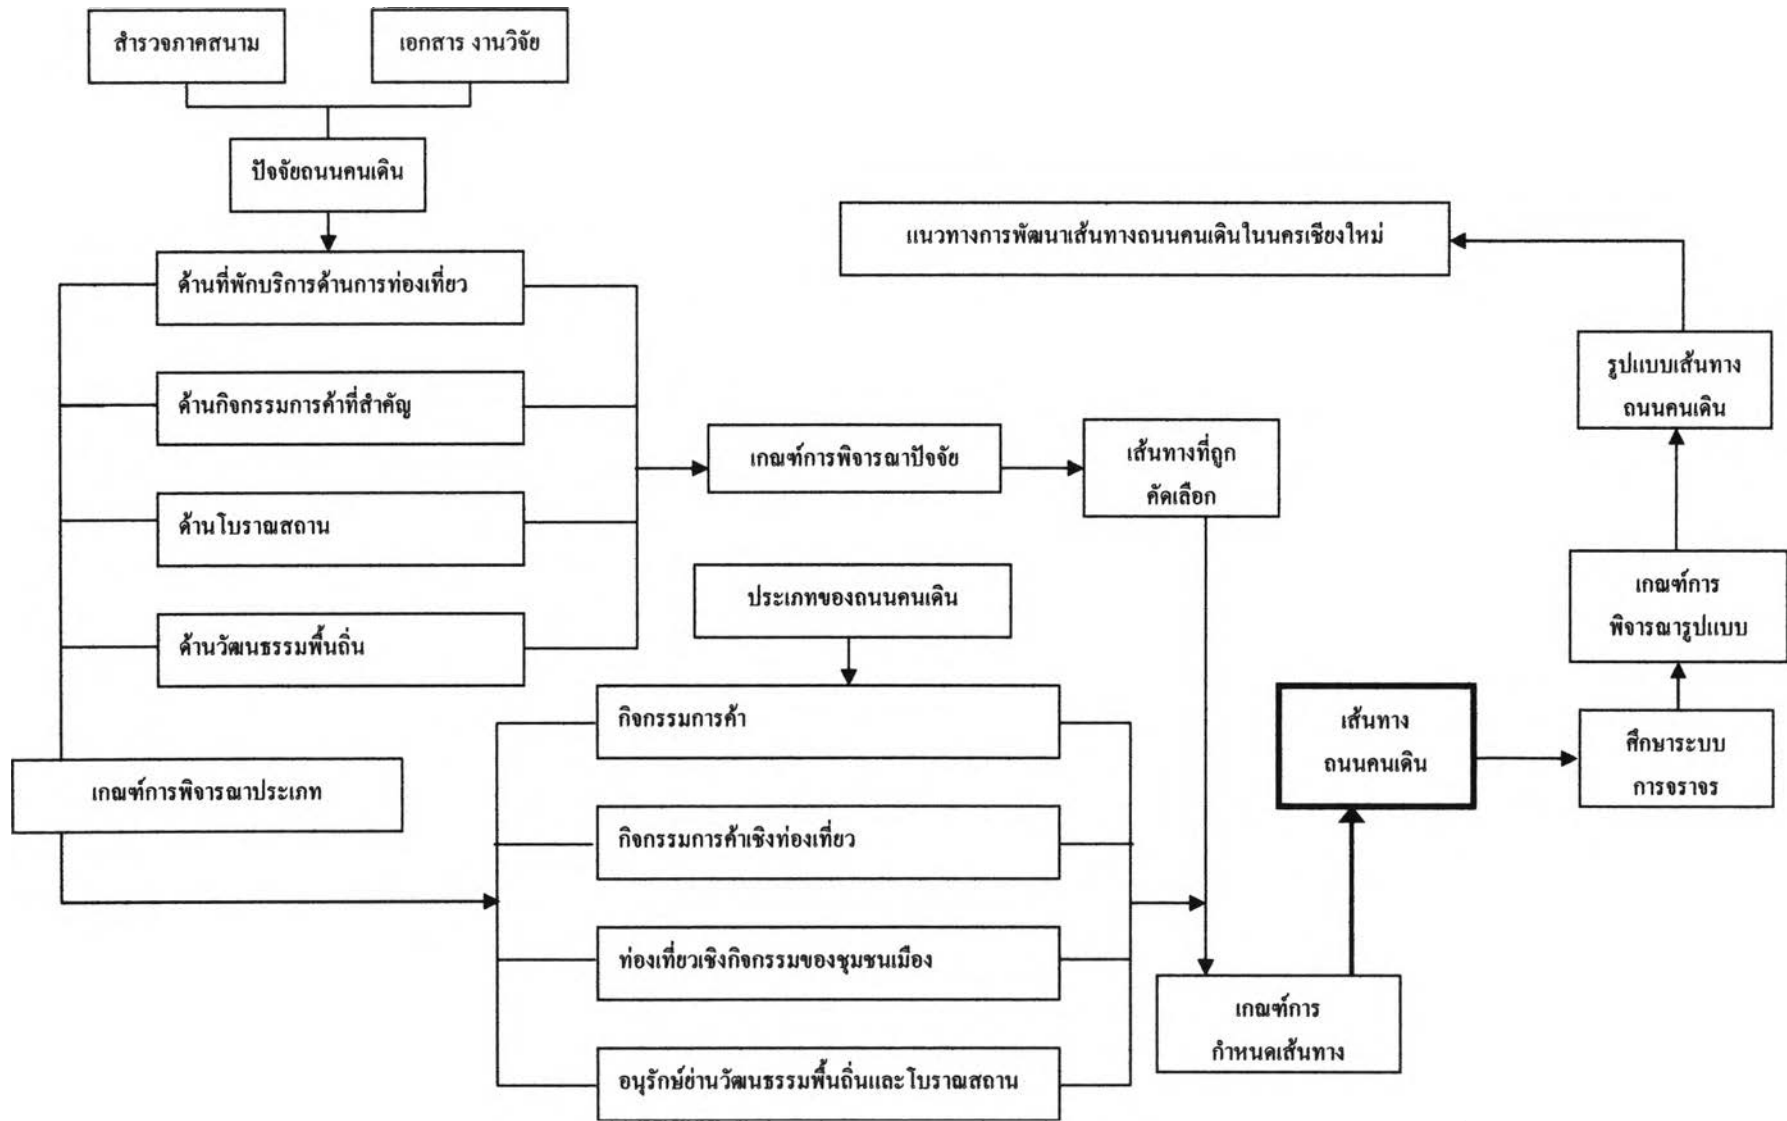 สำรวจภาคสนาม
เอกสาร งานวิจัย
ปัจจัยถนนคนเดิน
ด้านที่พักบริการด้านการท่องเที่ยว
ด้านกิจกรรมการค้าที่สำคัญ
ด้านโบราณสถาน
ด้านวัฒนธรรมพื้นถิ่น
เกณฑ์การพิจารณาประเภท
เกณฑ์การพิจารณาปัจจัย
เส้นทางที่ถูก
คัดเลือก
ประเภทของถนนคนเดิน
กิจกรรมการค้า
กิจกรรมการค้าเชิงท่องเที่ยว
ท่องเที่ยวเชิงกิจกรรมของชุมชนเมือง
อนุรักษ์ย่านวัฒนธรรมพื้นถิ่นและโบราณสถาน
เกณฑ์การ
กำหนดเส้นทาง
เส้นทาง
ถนนคนเดิน
ศึกษาระบบ
การจราจร
เกณฑ์การ
พิจารณารูปแบบ
รูปแบบเส้นทาง
ถนนคนเดิน
แนวทางการพัฒนาเส้นทางถนนคนเดินในนครเชียงใหม่